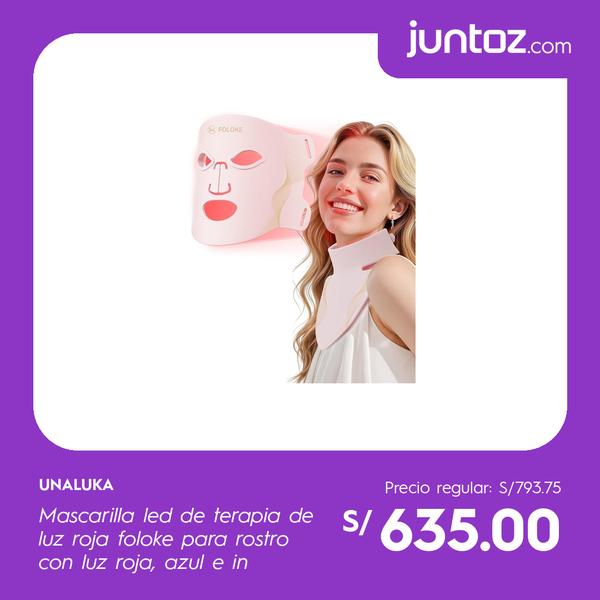 juntoz.com
FOLOKE
UNALUKA
Mascarilla led de terapia de
luz roja foloke para rostro
con luz roja, azul e in
Precio regular: S/793.75
S/ 635.00